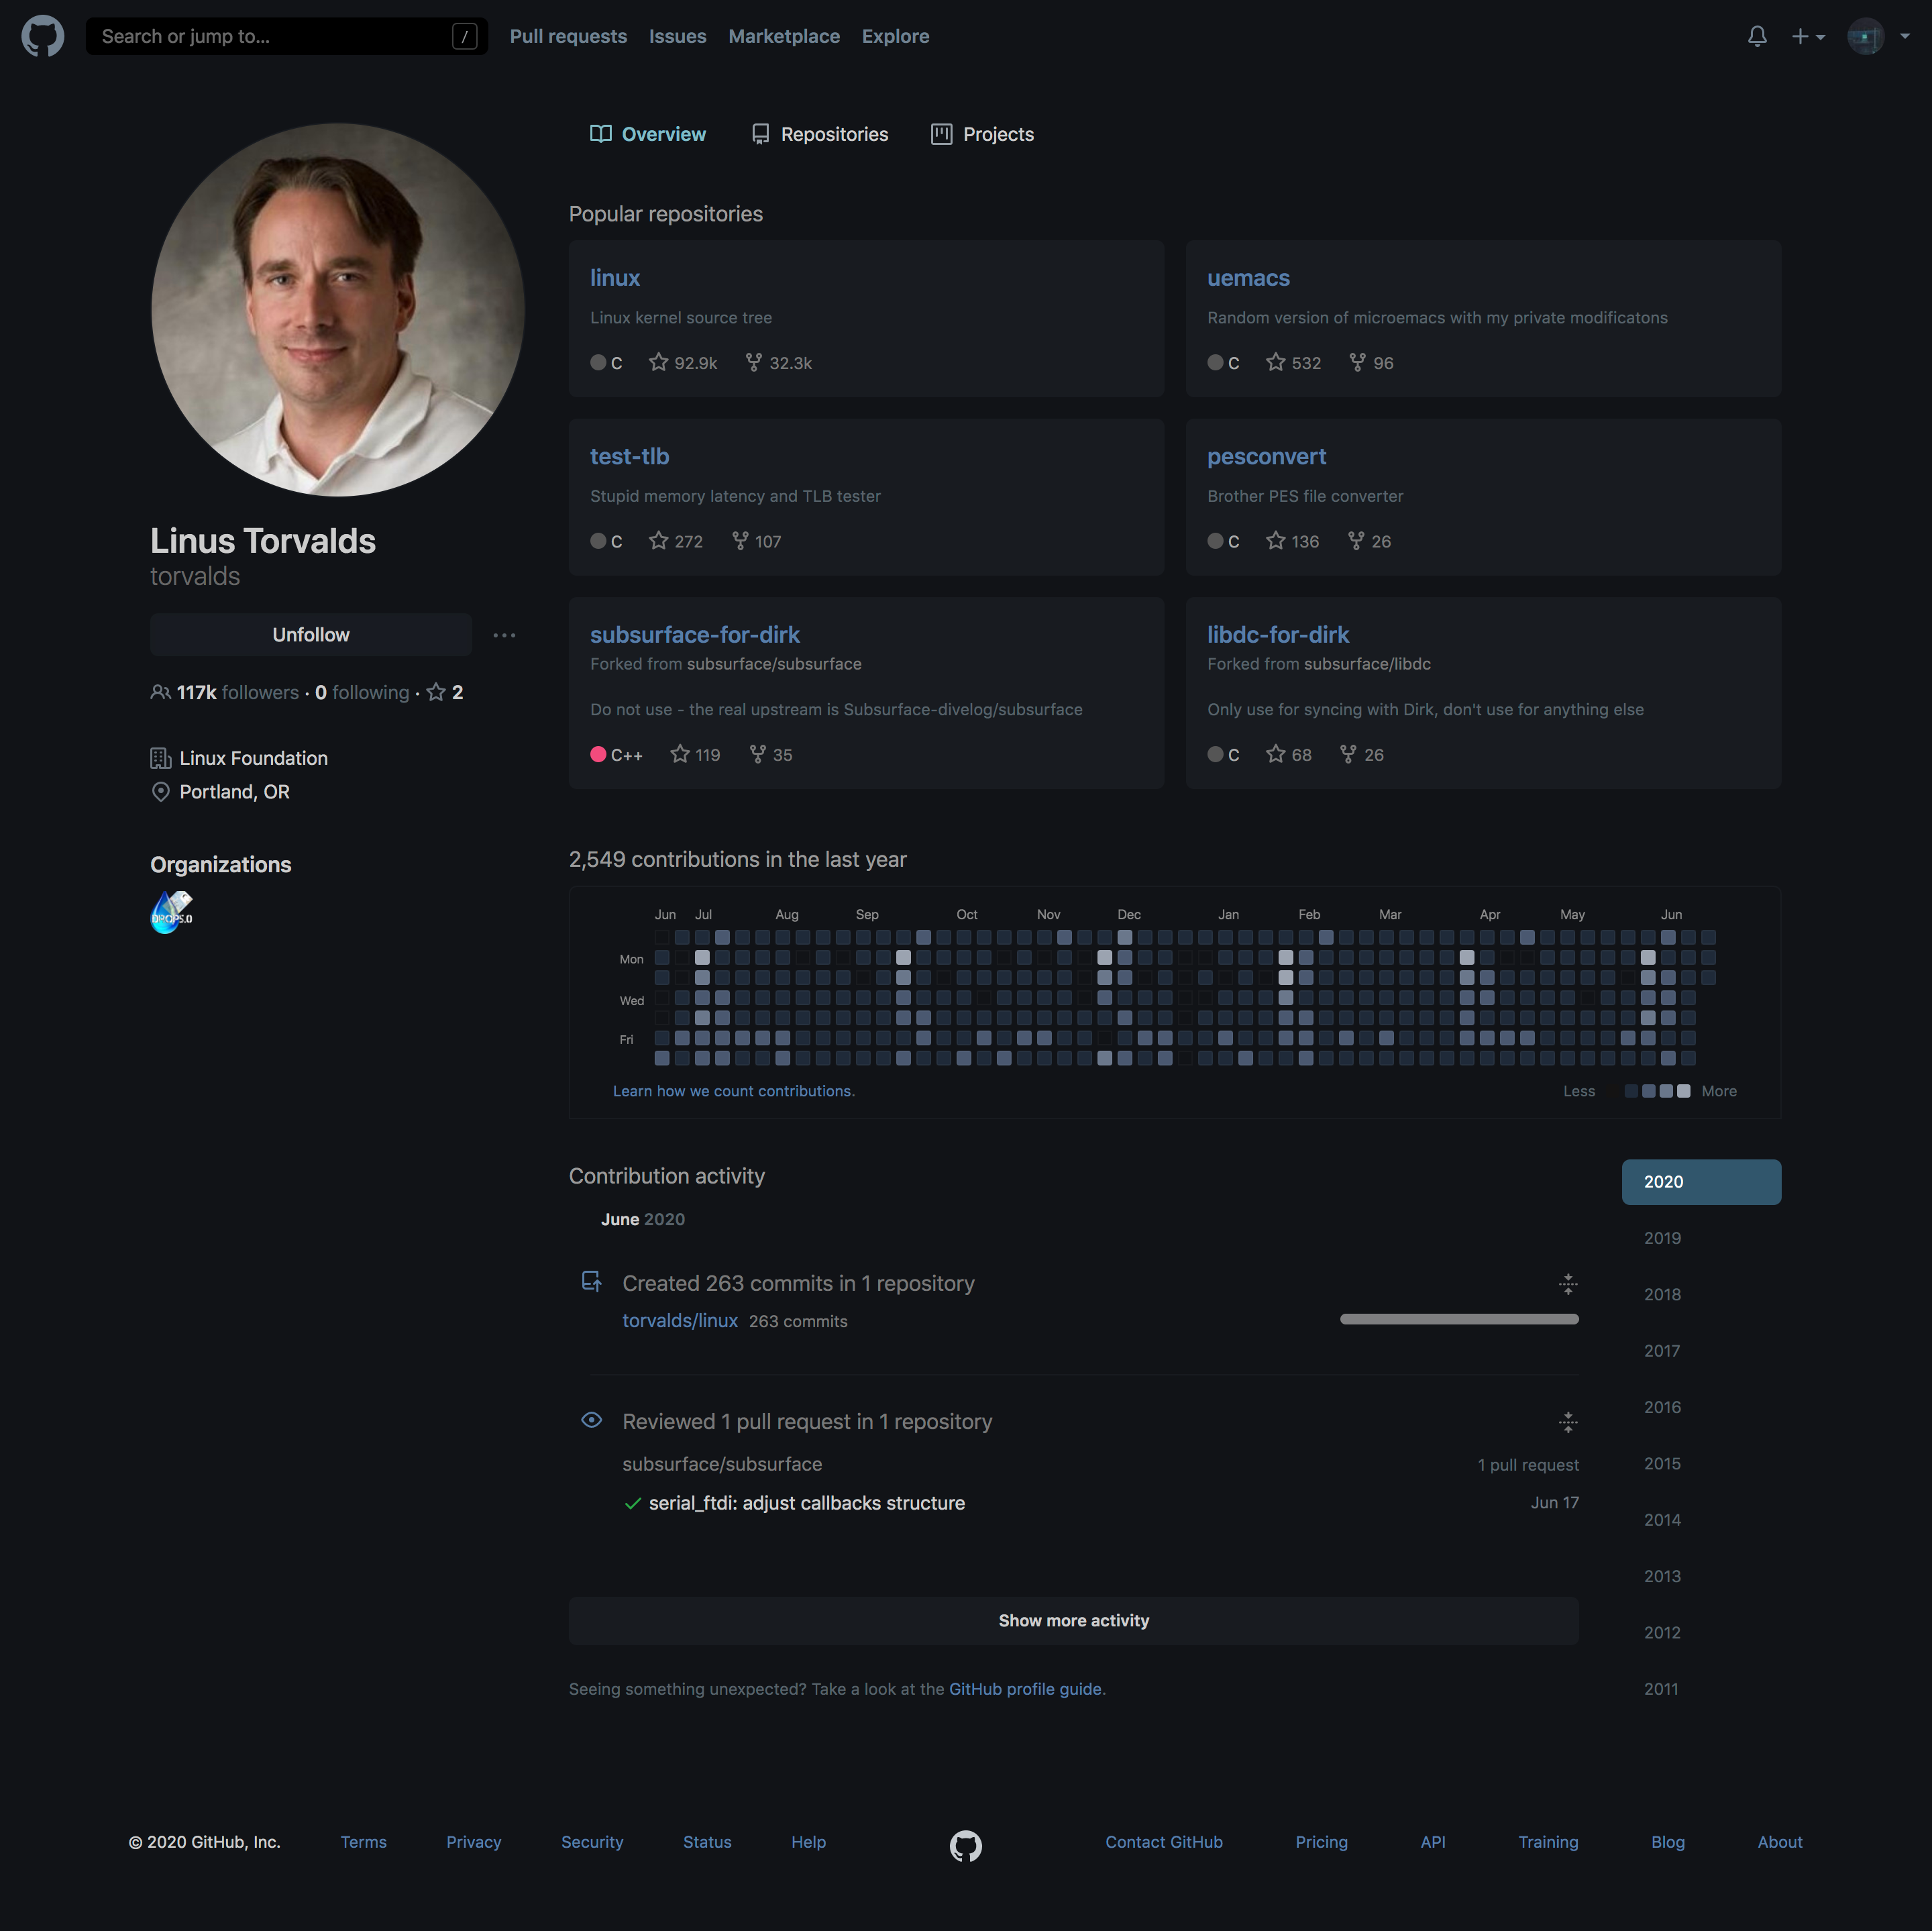 Search or jump to... /
Pull requests Issues Marketplace Explore
Overview Repositories Projects
Linus Torvalds
torvalds
Unfollow
117k followers · 0 following · 2
Linux Foundation
Portland, OR
Organizations
DROPS.0
Popular repositories
linux
Linux kernel source tree
C 92.9k 32.3k
uemacs
Random version of microemacs with my private modificatons
C 532 96
test-tlb
Stupid memory latency and TLB tester
C 272 107
pesconvert
Brother PES file converter
C 136 26
subsurface-for-dirk
Forked from subsurface/subsurface
Do not use - the real upstream is Subsurface-divelog/subsurface
C++ 119 35
libdc-for-dirk
Forked from subsurface/libdc
Only use for syncing with Dirk, don't use for anything else
C 68 26
2,549 contributions in the last year
Jun Jul Aug Sep Oct Nov Dec Jan Feb Mar Apr May Jun
Mon
Wed
Fri
Learn how we count contributions. Less More
Contribution activity
June 2020
Created 263 commits in 1 repository
torvalds/linux 263 commits
Reviewed 1 pull request in 1 repository
subsurface/subsurface 1 pull request
serial_ftdi: adjust callbacks structure Jun 17
Show more activity
Seeing something unexpected? Take a look at the GitHub profile guide.
2020
2019
2018
2017
2016
2015
2014
2013
2012
2011
© 2020 GitHub, Inc. Terms Privacy Security Status Help Contact GitHub Pricing API Training Blog About